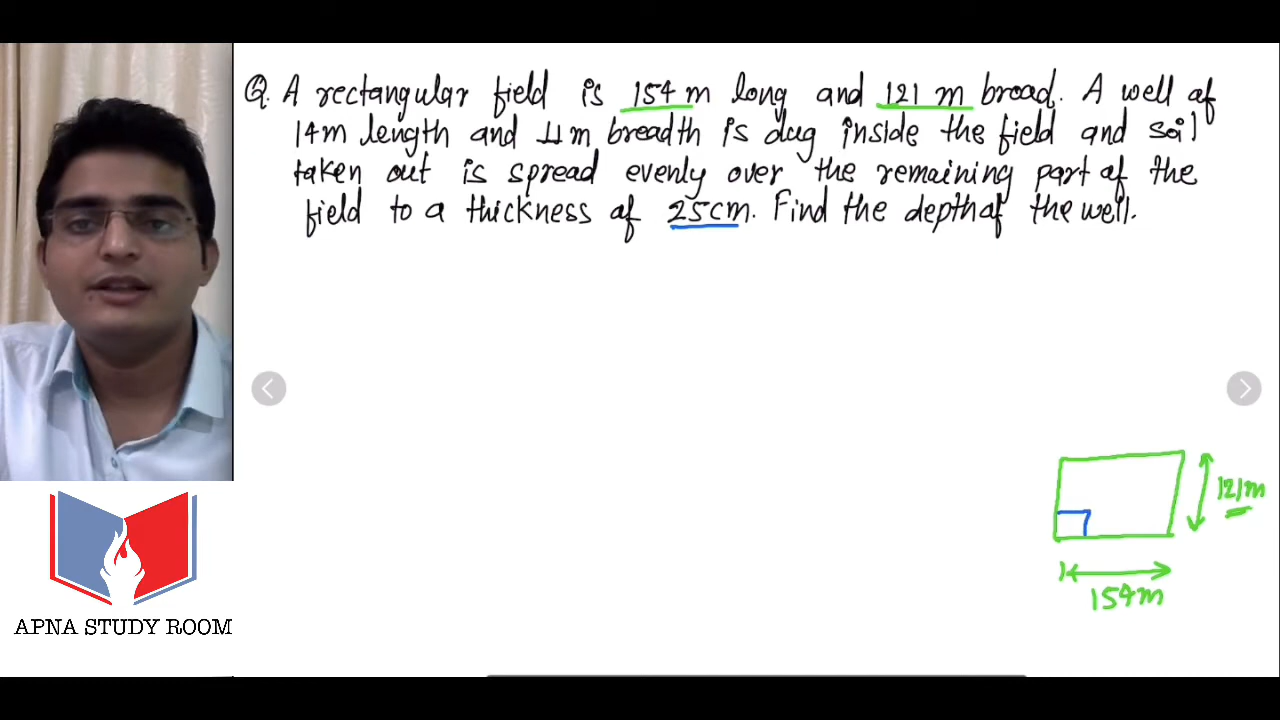 Q. A rectangular field is 154 m long and 121 m broad. A well of
14m length and 11m breadth is dug inside the field and soil
taken out is spread evenly over the remaining part of the
field to a thickness of 25cm. Find the depth of the well.
121m
154m
APNA STUDY ROOM